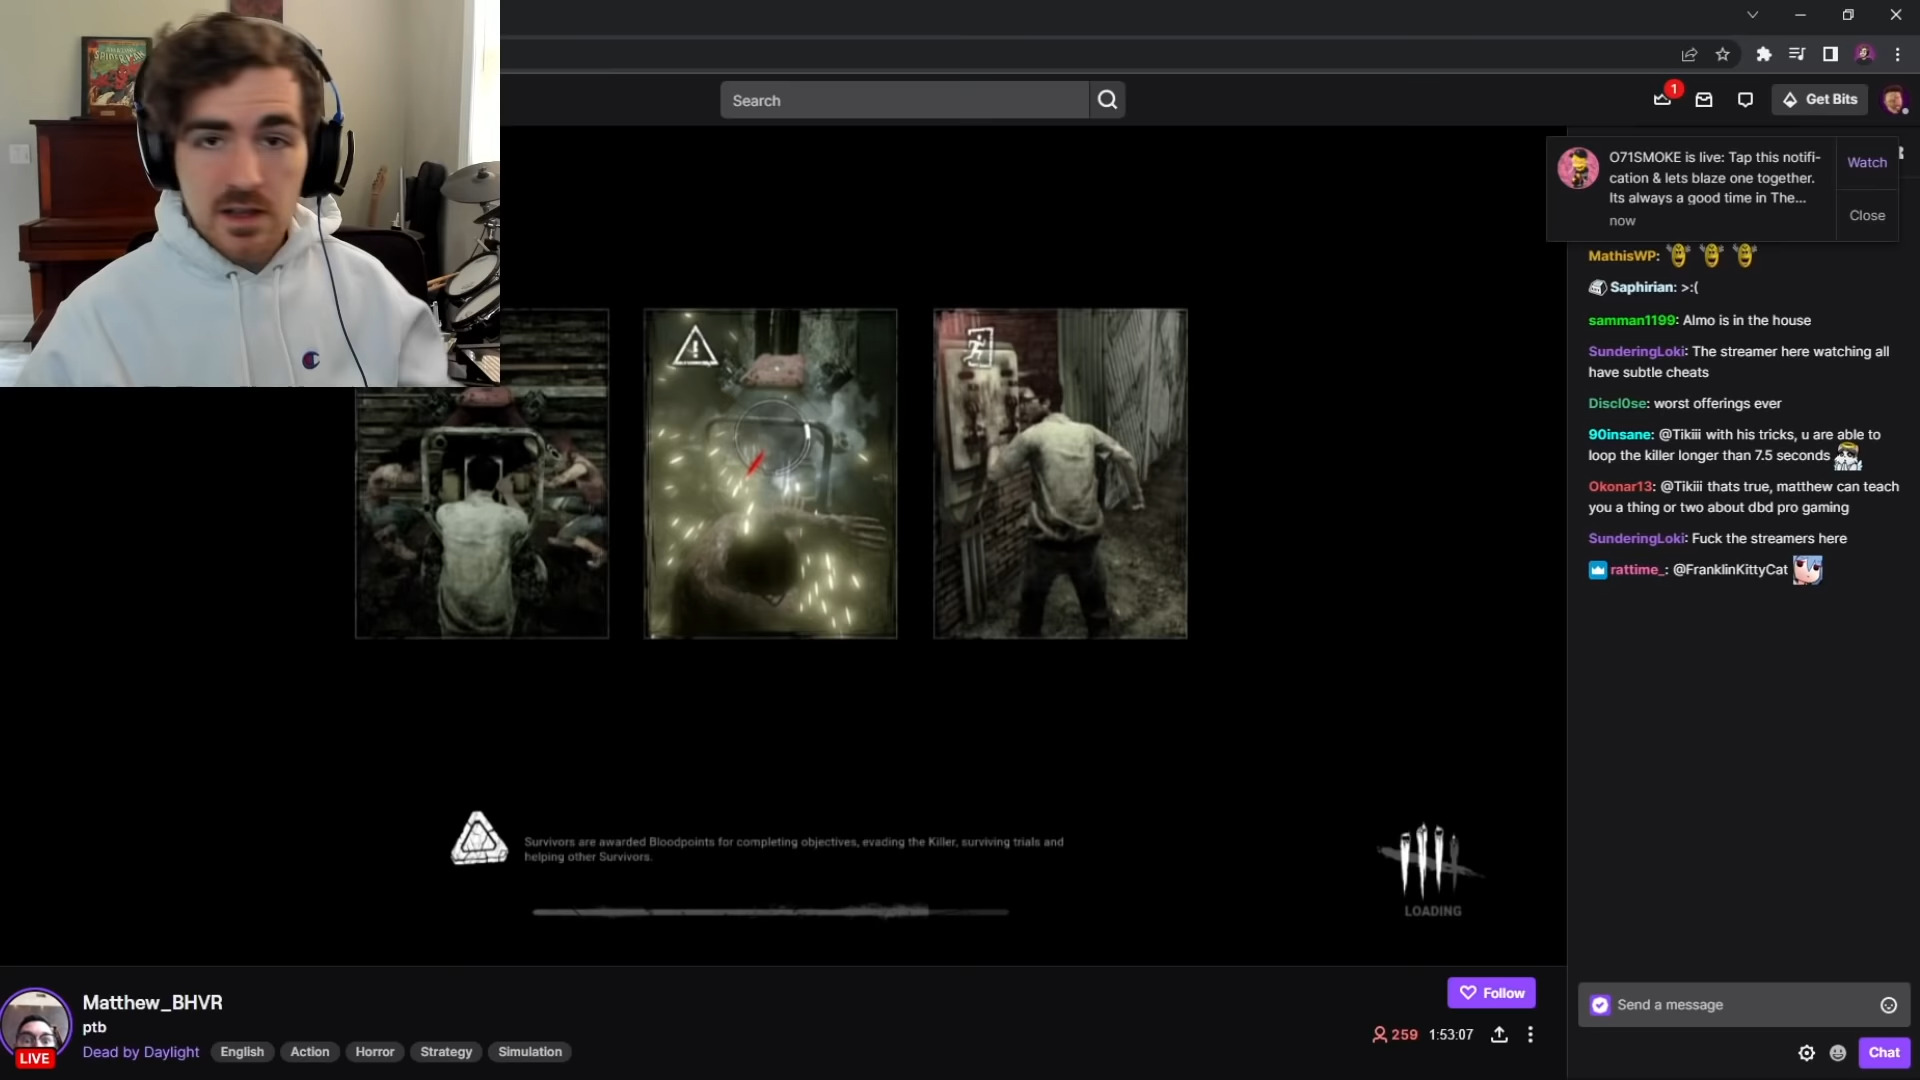 SPIDER-MAN
Search
1
Get Bits
O71SMOKE is live: Tap this notifi-
cation & lets blaze one together.
Its always a good time in The...
now
Watch
Close
MathisWP:
Saphirian: >:(
samman1199: Almo is in the house
SunderingLoki: The streamer here watching all
have subtle cheats
Discl0se: worst offerings ever
90insane: @Tikiii with his tricks, u are able to
loop the killer longer than 7.5 seconds
Okonar13: @Tikiii thats true, matthew can teach
you a thing or two about dbd pro gaming
SunderingLoki: Fuck the streamers here
rattime_: @FranklinKittyCat
Survivors are awarded Bloodpoints for completing objectives, evading the Killer, surviving trials and
helping other Survivors.
LOADING
Matthew_BHVR
ptb
Dead by Daylight
English
Action
Horror
Strategy
Simulation
LIVE
Follow
259
1:53:07
Send a message
Chat